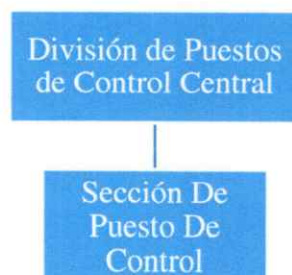 División de Puestos
de Control Central
Sección De
Puesto De
Control